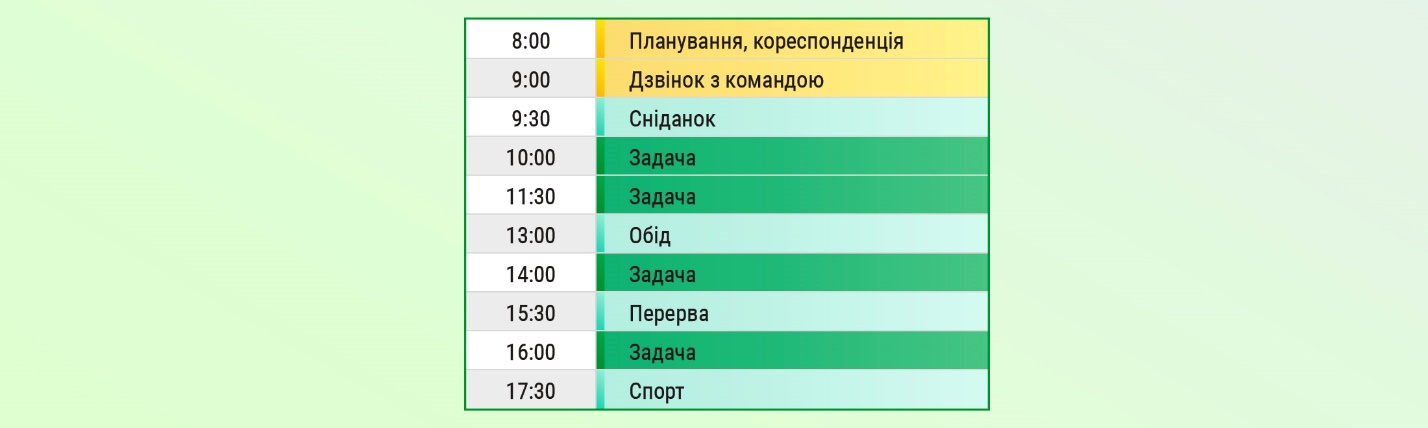 8:00 Планування, кореспонденція
9:00 Дзвінок з командою
9:30 Сніданок
10:00 Задача
11:30 Задача
13:00 Обід
14:00 Задача
15:30 Перерва
16:00 Задача
17:30 Спорт